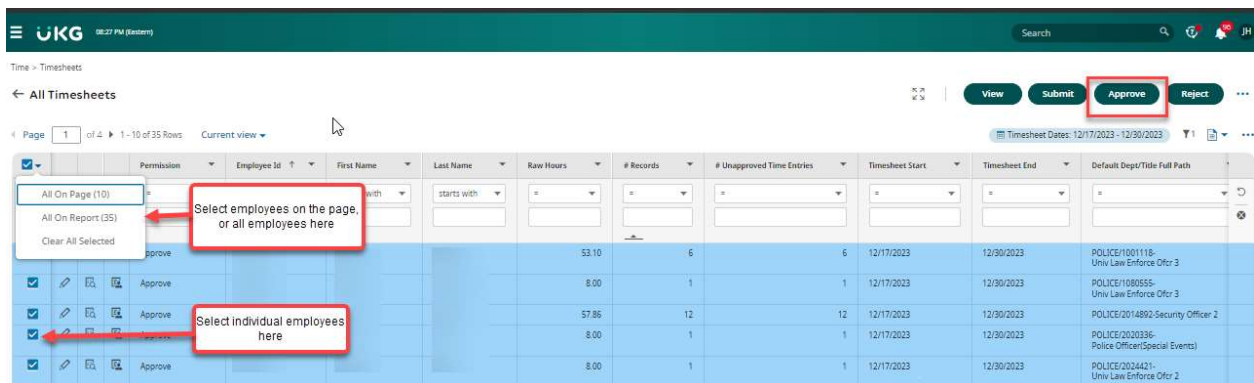 UKG 08:27 PM (Eastern) Search 90 JH
Time > Timesheets
← All Timesheets View Submit Approve Reject ...
Page 1 of 4 1 - 10 of 35 Rows Current view Timesheet Dates: 12/17/2023 - 12/30/2023 1 ...
Permission Employee Id ↑ First Name Last Name Raw Hours # Records # Unapproved Time Entries Timesheet Start Timesheet End Default Dept/Title Full Path
All On Page (10)
All On Report (35)
Clear All Selected
= with starts with = = = = = =
Select employees on the page,
or all employees here
pprove 53.10 6 6 12/17/2023 12/30/2023 POLICE/1001118-
Univ Law Enforce Ofcr 3
Approve 8.00 1 1 12/17/2023 12/30/2023 POLICE/1080555-
Univ Law Enforce Ofcr 3
Approve 57.86 12 12 12/17/2023 12/30/2023 POLICE/2014892-Security Officer 2
Select individual employees
here
Approve 8.00 1 1 12/17/2023 12/30/2023 POLICE/2020336-
Police Officer(Special Events)
Approve 8.00 1 1 12/17/2023 12/30/2023 POLICE/2024421-
Univ Law Enforce Ofcr 2